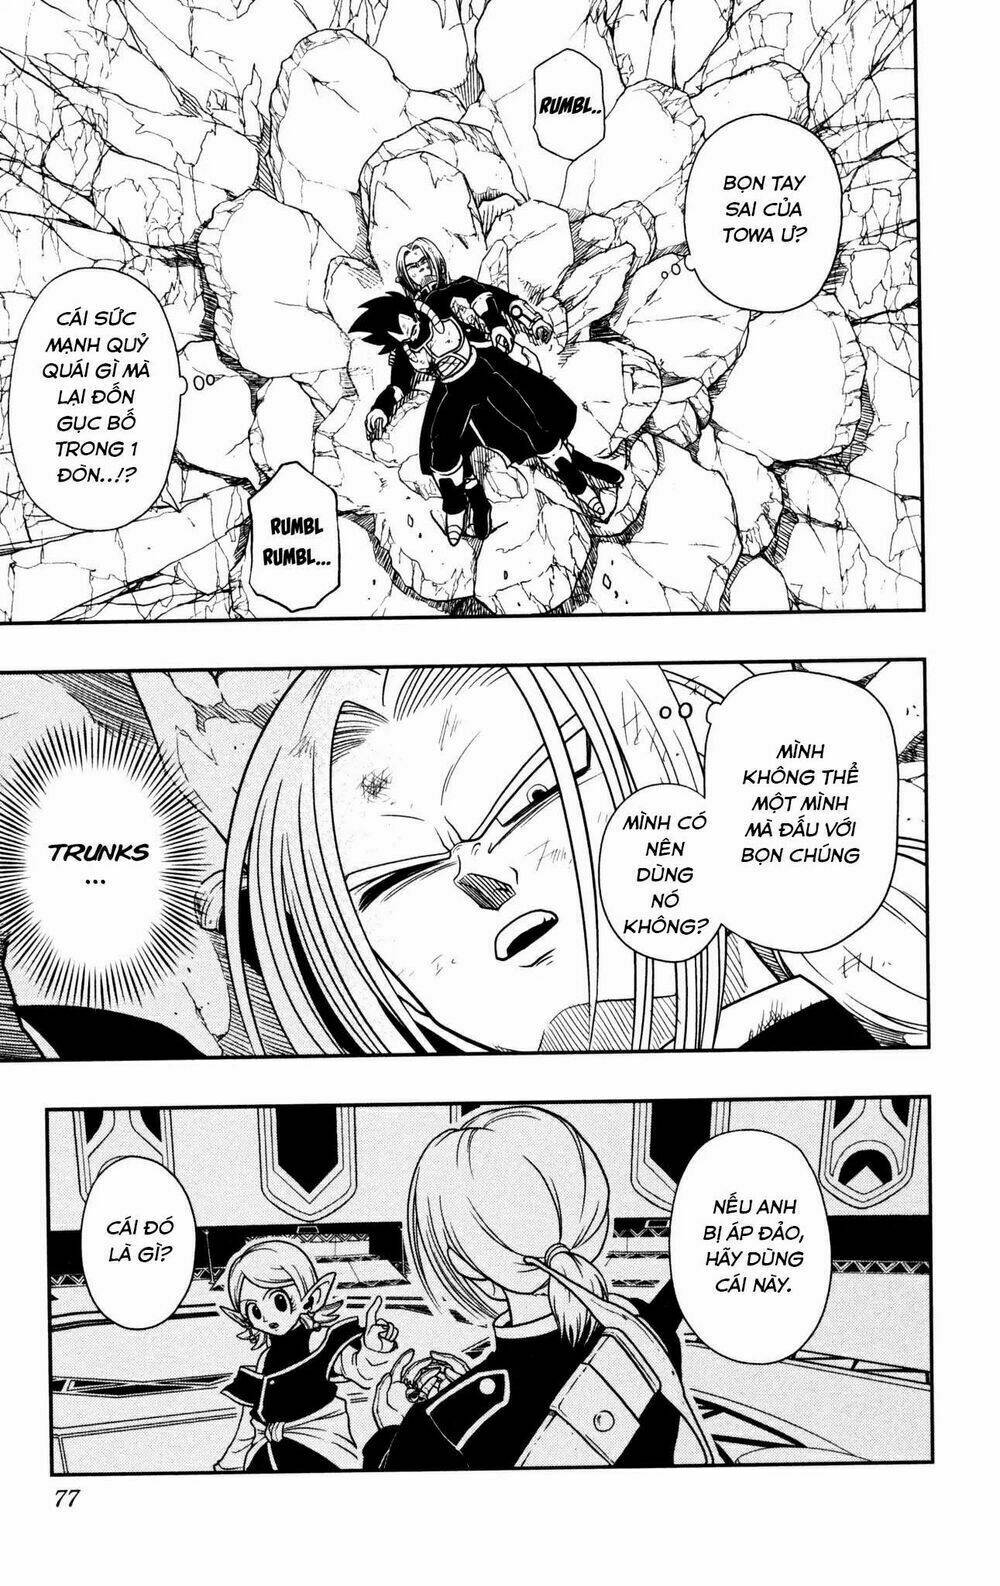 RUMBL..
BỌN TAY
SAI CỦA
TOWA Ư?
CÁI SỨC
MẠNH QUỶ
QUÁI GÌ MÀ
LẠI ĐỐN
GỤC BỐ
TRONG 1
ĐÒN..!?
RUMBL
RUMBL...
MÌNH
KHÔNG THỂ
MỘT MÌNH
MÀ ĐẤU VỚI
BỌN CHÚNG
MÌNH CÓ
NÊN
DÙNG
NÓ
KHÔNG?
TRUNKS
...
NẾU ANH
BỊ ÁP ĐẢO,
HÃY DÙNG
CÁI NÀY.
CÁI ĐÓ
LÀ GÌ?
77